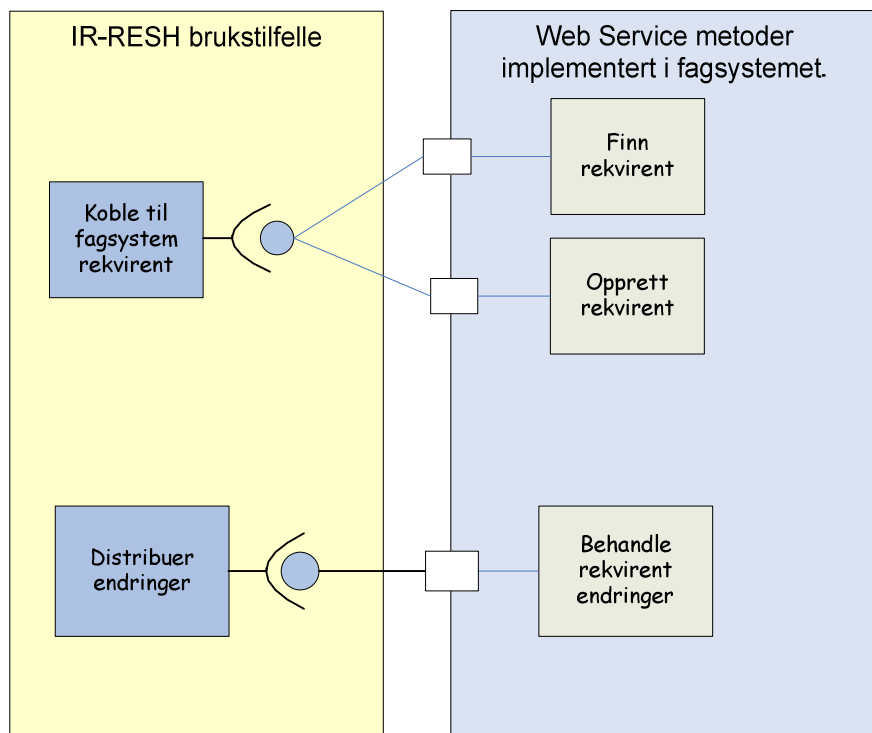 IR-RESH brukstilfelle
Web Service metoder
implementert i fagsystemet.
Koble til
fagsystem
rekvirent
Finn
rekvirent
Opprett
rekvirent
Distribuer
endringer
Behandle
rekvirent
endringer